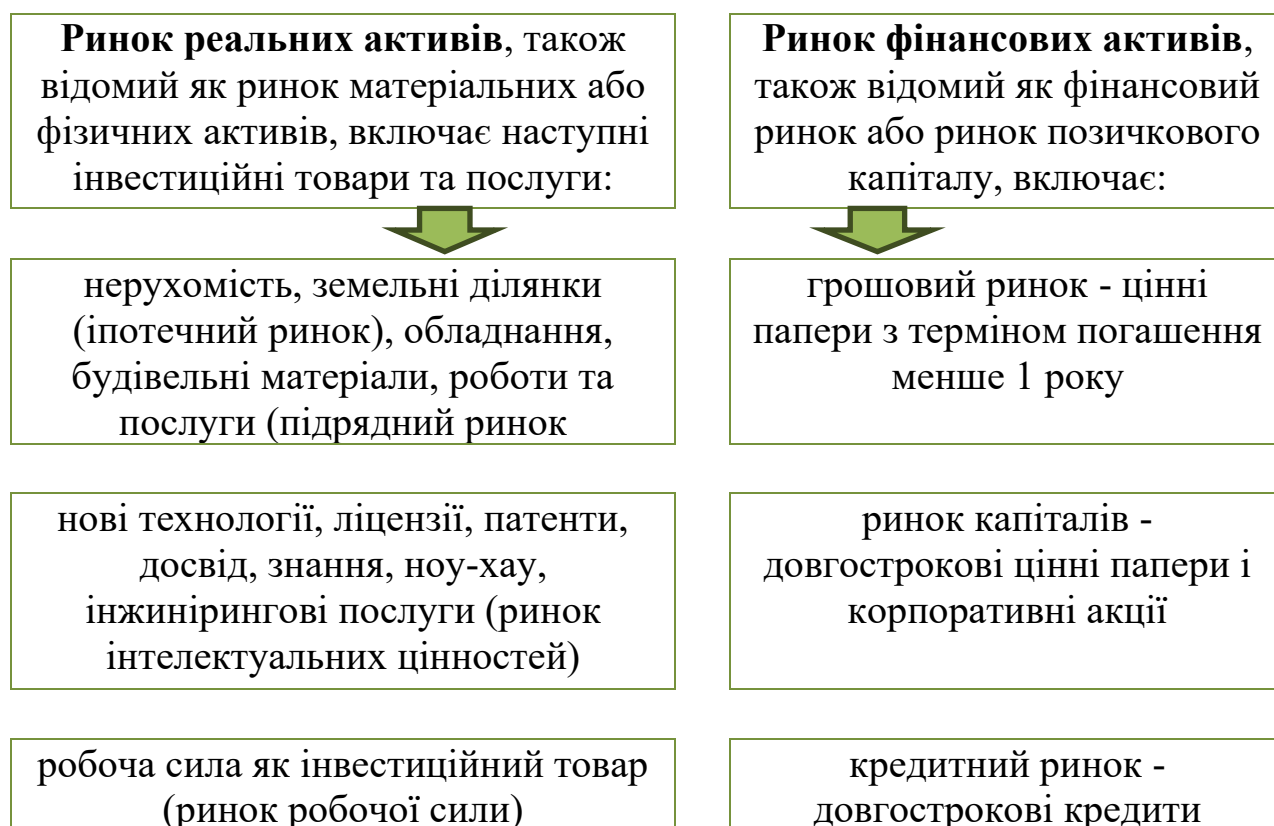 Ринок реальних активів, також
відомий як ринок матеріальних або
фізичних активів, включає наступні
інвестиційні товари та послуги:
нерухомість, земельні ділянки
(іпотечний ринок), обладнання,
будівельні матеріали, роботи та
послуги (підрядний ринок
нові технології, ліцензії, патенти,
досвід, знання, ноу-хау,
інжинірингові послуги (ринок
інтелектуальних цінностей)
робоча сила як інвестиційний товар
(ринок робочої сили)
Ринок фінансових активів,
також відомий як фінансовий
ринок або ринок позичкового
капіталу, включає:
грошовий ринок - цінні
папери з терміном погашення
менше 1 року
ринок капіталів -
довгострокові цінні папери і
корпоративні акції
кредитний ринок -
довгострокові кредити